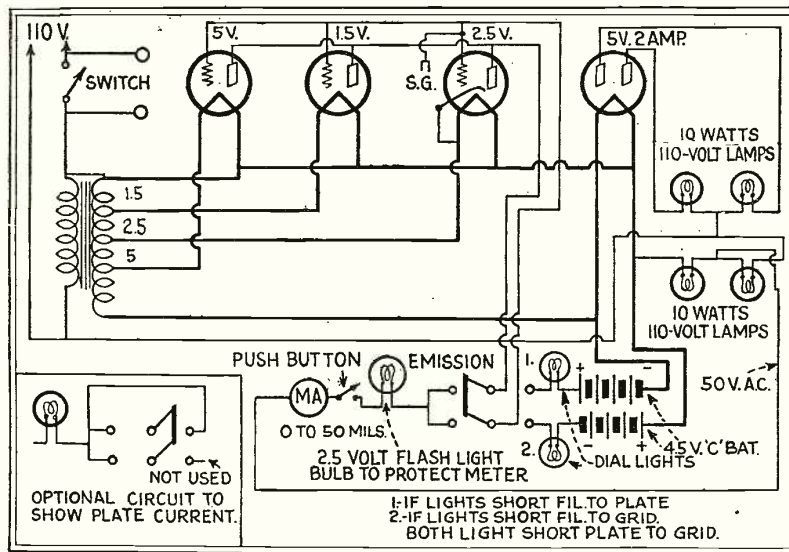 110 V.
5V.
1.5V.
2.5V.
5V. 2 AMP.
SWITCH
S.G.
10 WATTS
110-VOLT LAMPS
1.5
2.5
5
10 WATTS
110-VOLT LAMPS
PUSH BUTTON
EMISSION
1.
+
-
50 V. A.C.
MA
0 TO 50 MILS.
2.
-
+
4.5 V. "C" BAT.
DIAL LIGHTS
2.5 VOLT FLASH LIGHT
BULB TO PROTECT METER
NOT USED
OPTIONAL CIRCUIT TO
SHOW PLATE CURRENT.
1.-IF LIGHTS SHORT FIL. TO PLATE
2.-IF LIGHTS SHORT FIL. TO GRID.
BOTH LIGHT SHORT PLATE TO GRID.